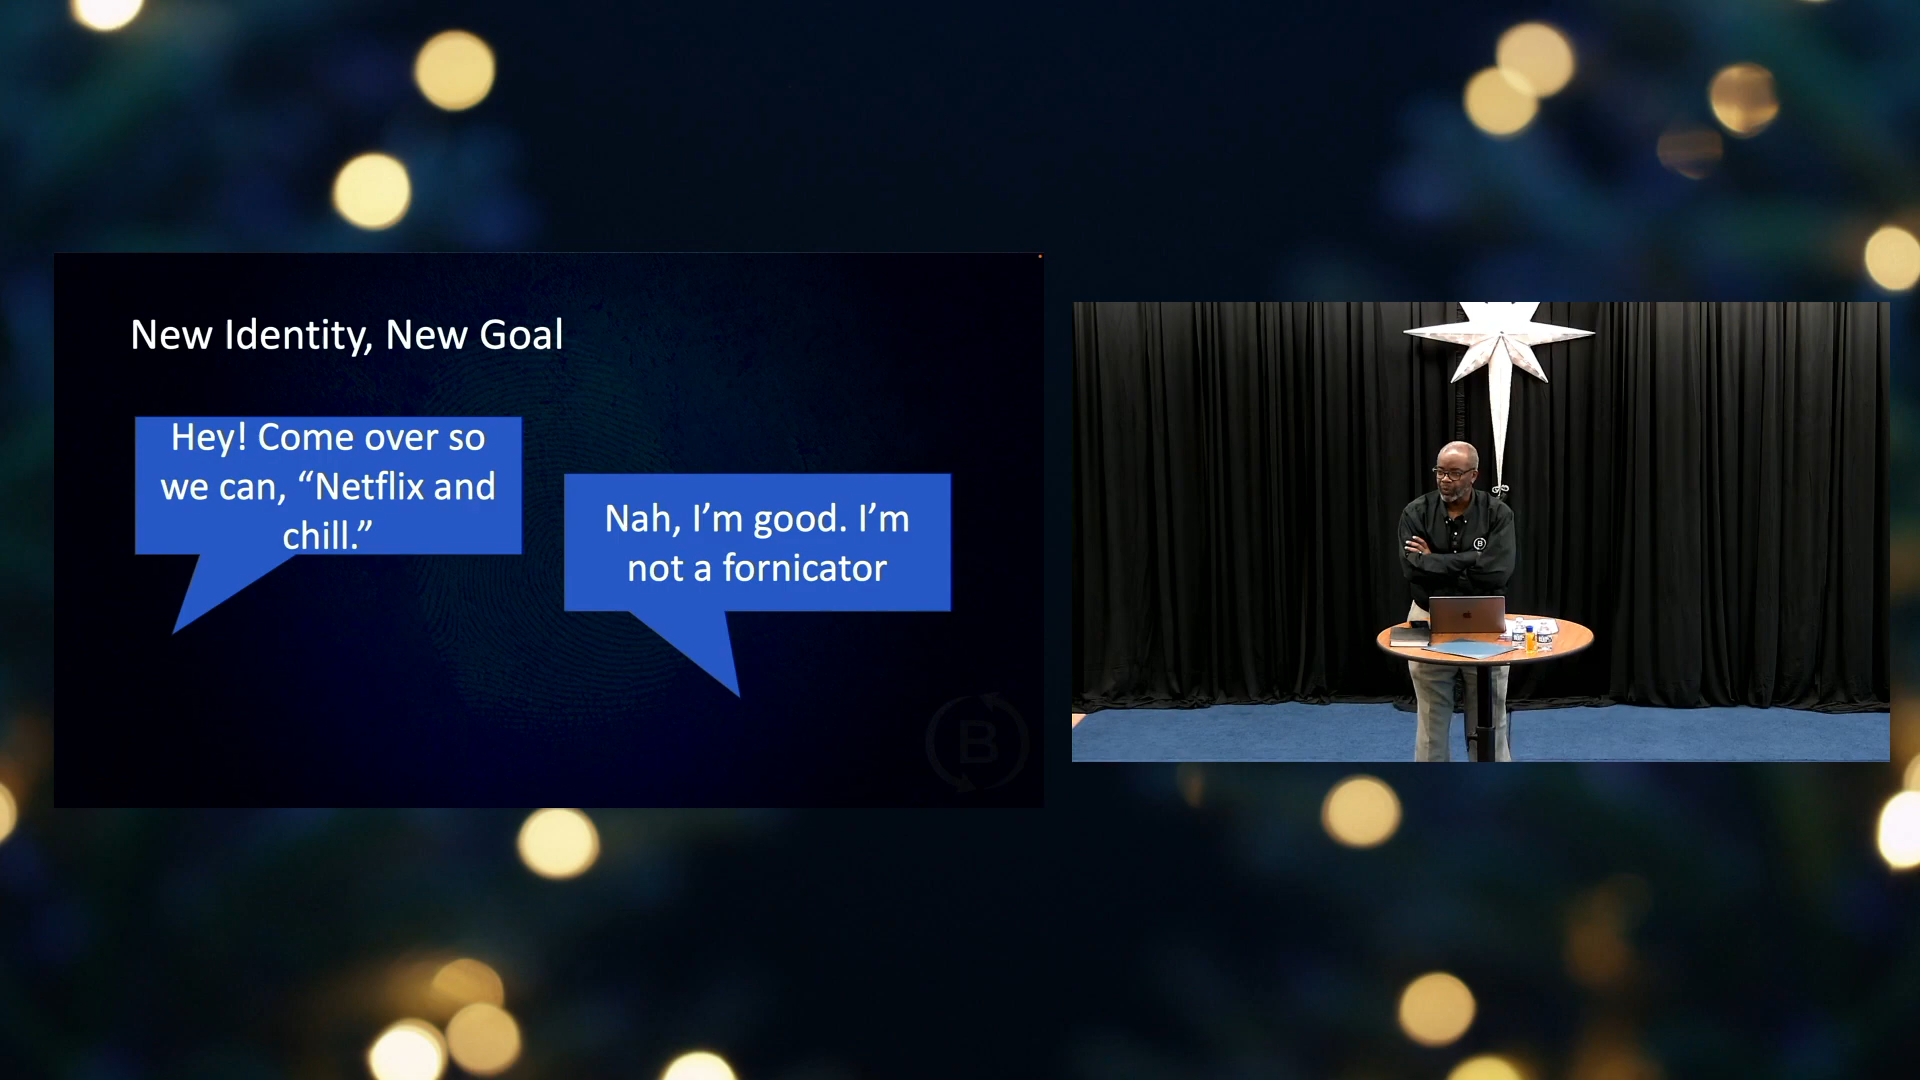 New Identity, New Goal
Hey! Come over so
we can, “Netflix and
chill.”
Nah, I’m good. I’m
not a fornicator
B
B